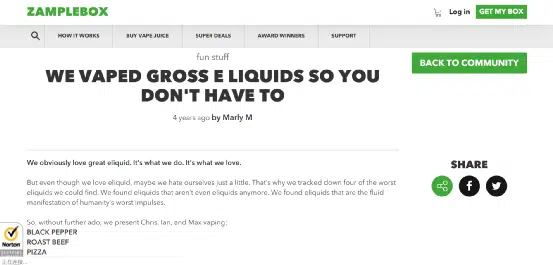 ZAMPLEBOX
Log in
GET MY BOX
HOW IT WORKS
BUY VAPE JUICE
SUPER DEALS
AWARD WINNERS
SUPPORT
fun stuff
WE VAPED GROSS E LIQUIDS SO YOU
DON'T HAVE TO
4 years ago by Marly M
BACK TO COMMUNITY
We obviously love great eliquid. It's what we do. It's what we love.
But even though we love eliquid, maybe we hate ourselves just a little. That's why we tracked down four of the worst
eliquids we could find. We found eliquids that aren't even eliquids anymore. We found eliquids that are the fluid
manifestation of humanity's worst impulses.
So, without further ado, we present Chris, Ian, and Max vaping:
BLACK PEPPER
ROAST BEEF
PIZZA
SHARE
Norton